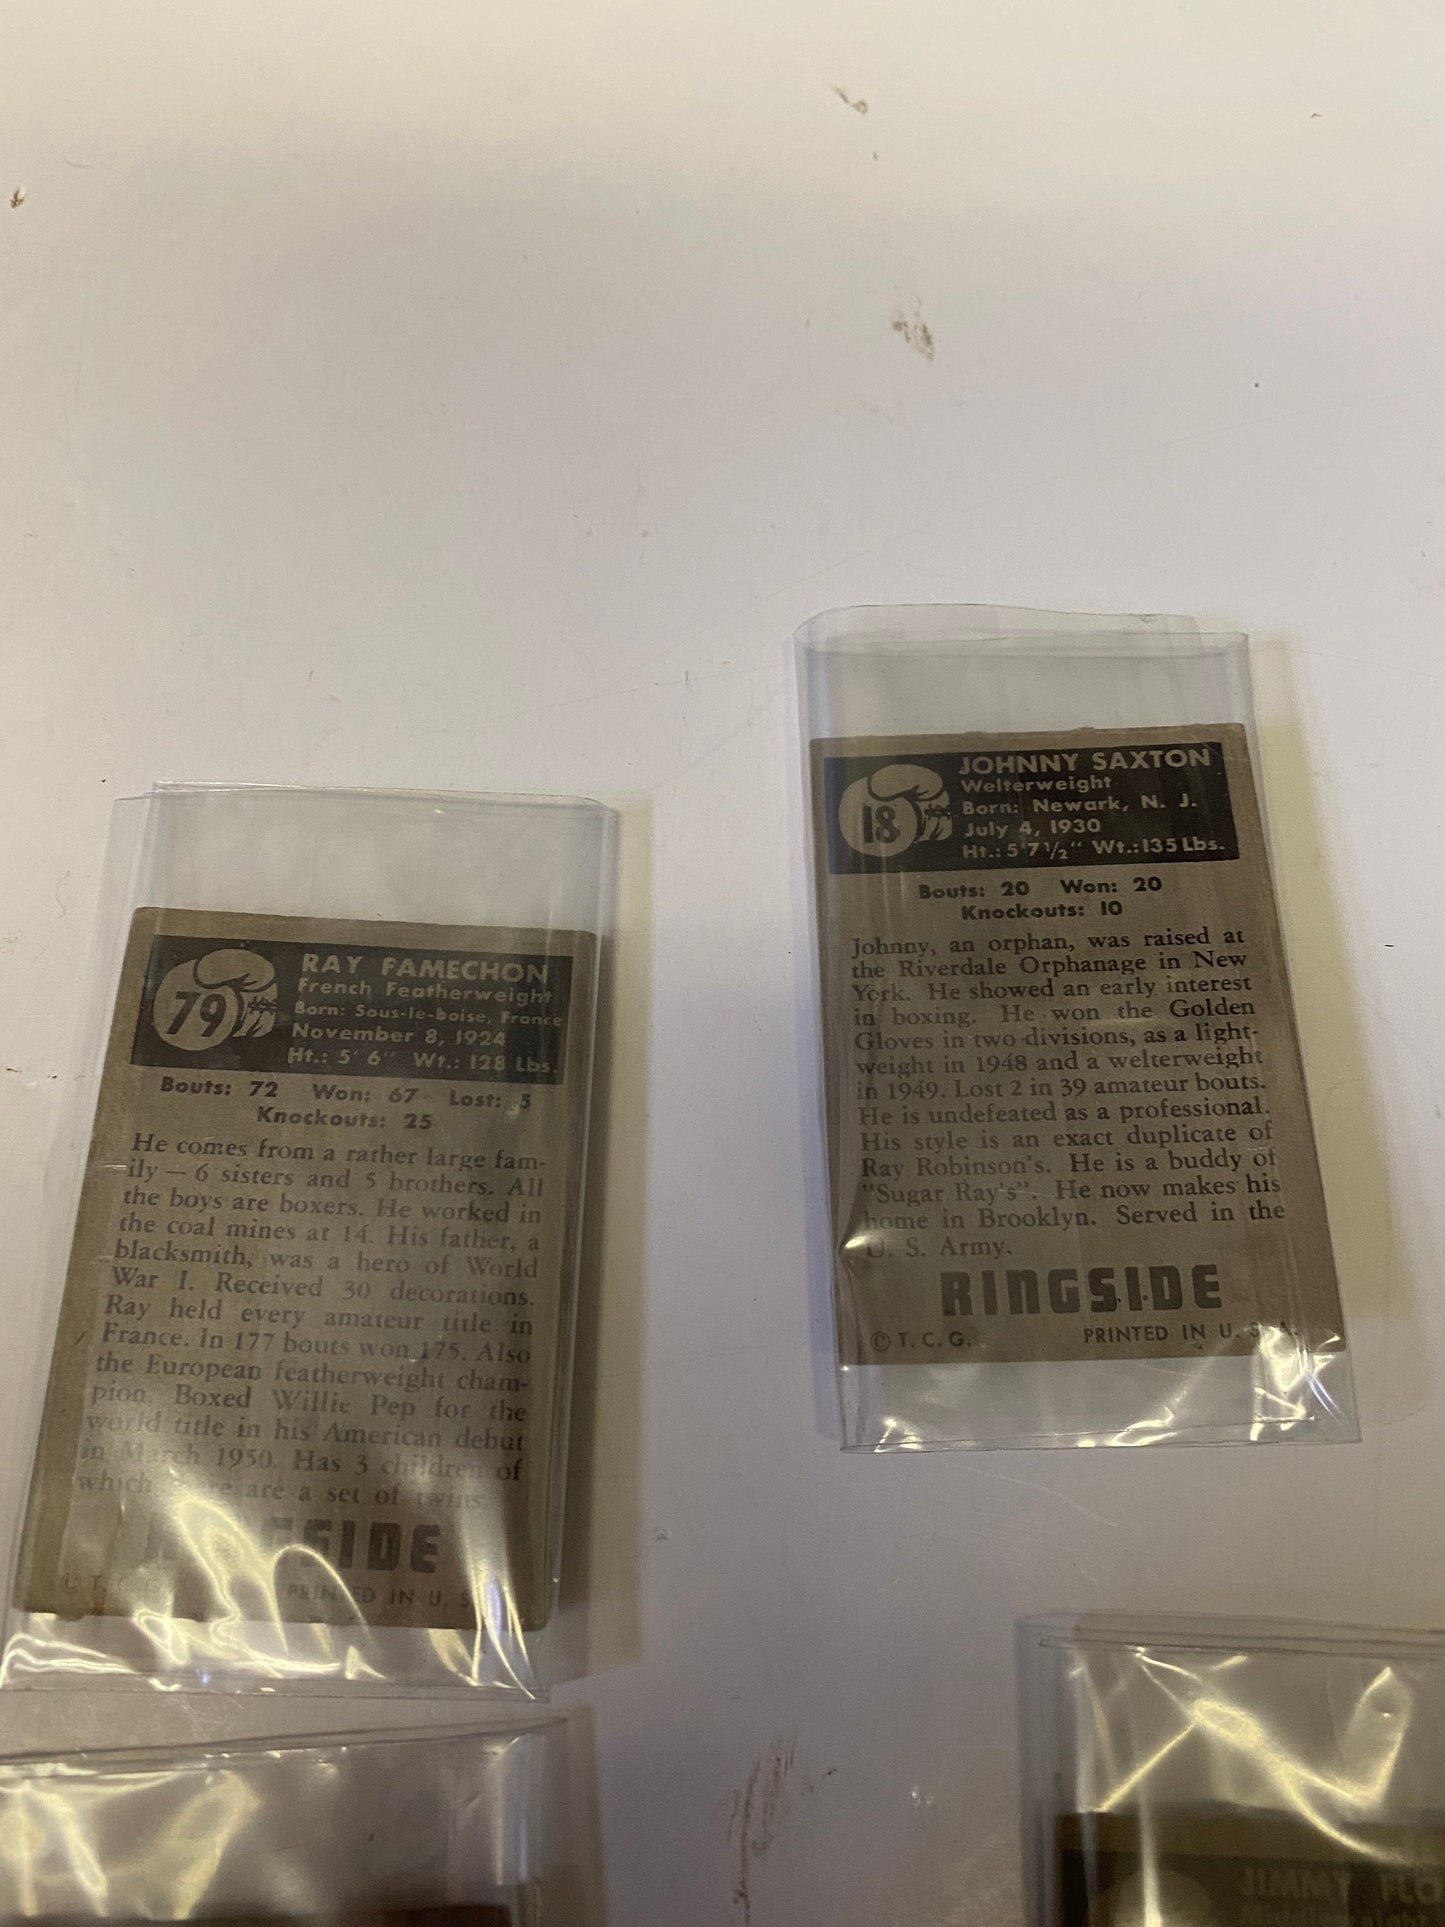 79
RAY FAMECHON
French Featherweight
Born: Sous-le-boise, France
November 8, 1924
Ht.: 5' 6" Wt.: 128 Lbs.
Bouts: 72 Won: 67 Lost: 5
Knockouts: 25
He comes from a rather large fam-
ily — 6 sisters and 5 brothers. All
the boys are boxers. He worked in
the coal mines at 14. His father, a
blacksmith, was a hero of World
War I. Received 30 decorations.
Ray held every amateur title in
France. In 177 bouts won 175. Also
the European featherweight cham-
pion. Boxed Willie Pep for the
world title in his American debut
in March 1950. Has 3 children of
which are a set of twins
RINGSIDE
© T. C. G. PRINTED IN U. S.
18
JOHNNY SAXTON
Welterweight
Born: Newark, N. J.
July 4, 1930
Ht.: 5'7 1/2" Wt.: 135 Lbs.
Bouts: 20 Won: 20
Knockouts: 10
Johnny, an orphan, was raised at
the Riverdale Orphanage in New
York. He showed an early interest
in boxing. He won the Golden
Gloves in two divisions, as a light-
weight in 1948 and a welterweight
in 1949. Lost 2 in 39 amateur bouts.
He is undefeated as a professional.
His style is an exact duplicate of
Ray Robinson's. He is a buddy of
"Sugar Ray's". He now makes his
home in Brooklyn. Served in the
U. S. Army.
RINGSIDE
© T. C. G. PRINTED IN U. S. A.
JIMMY FLO